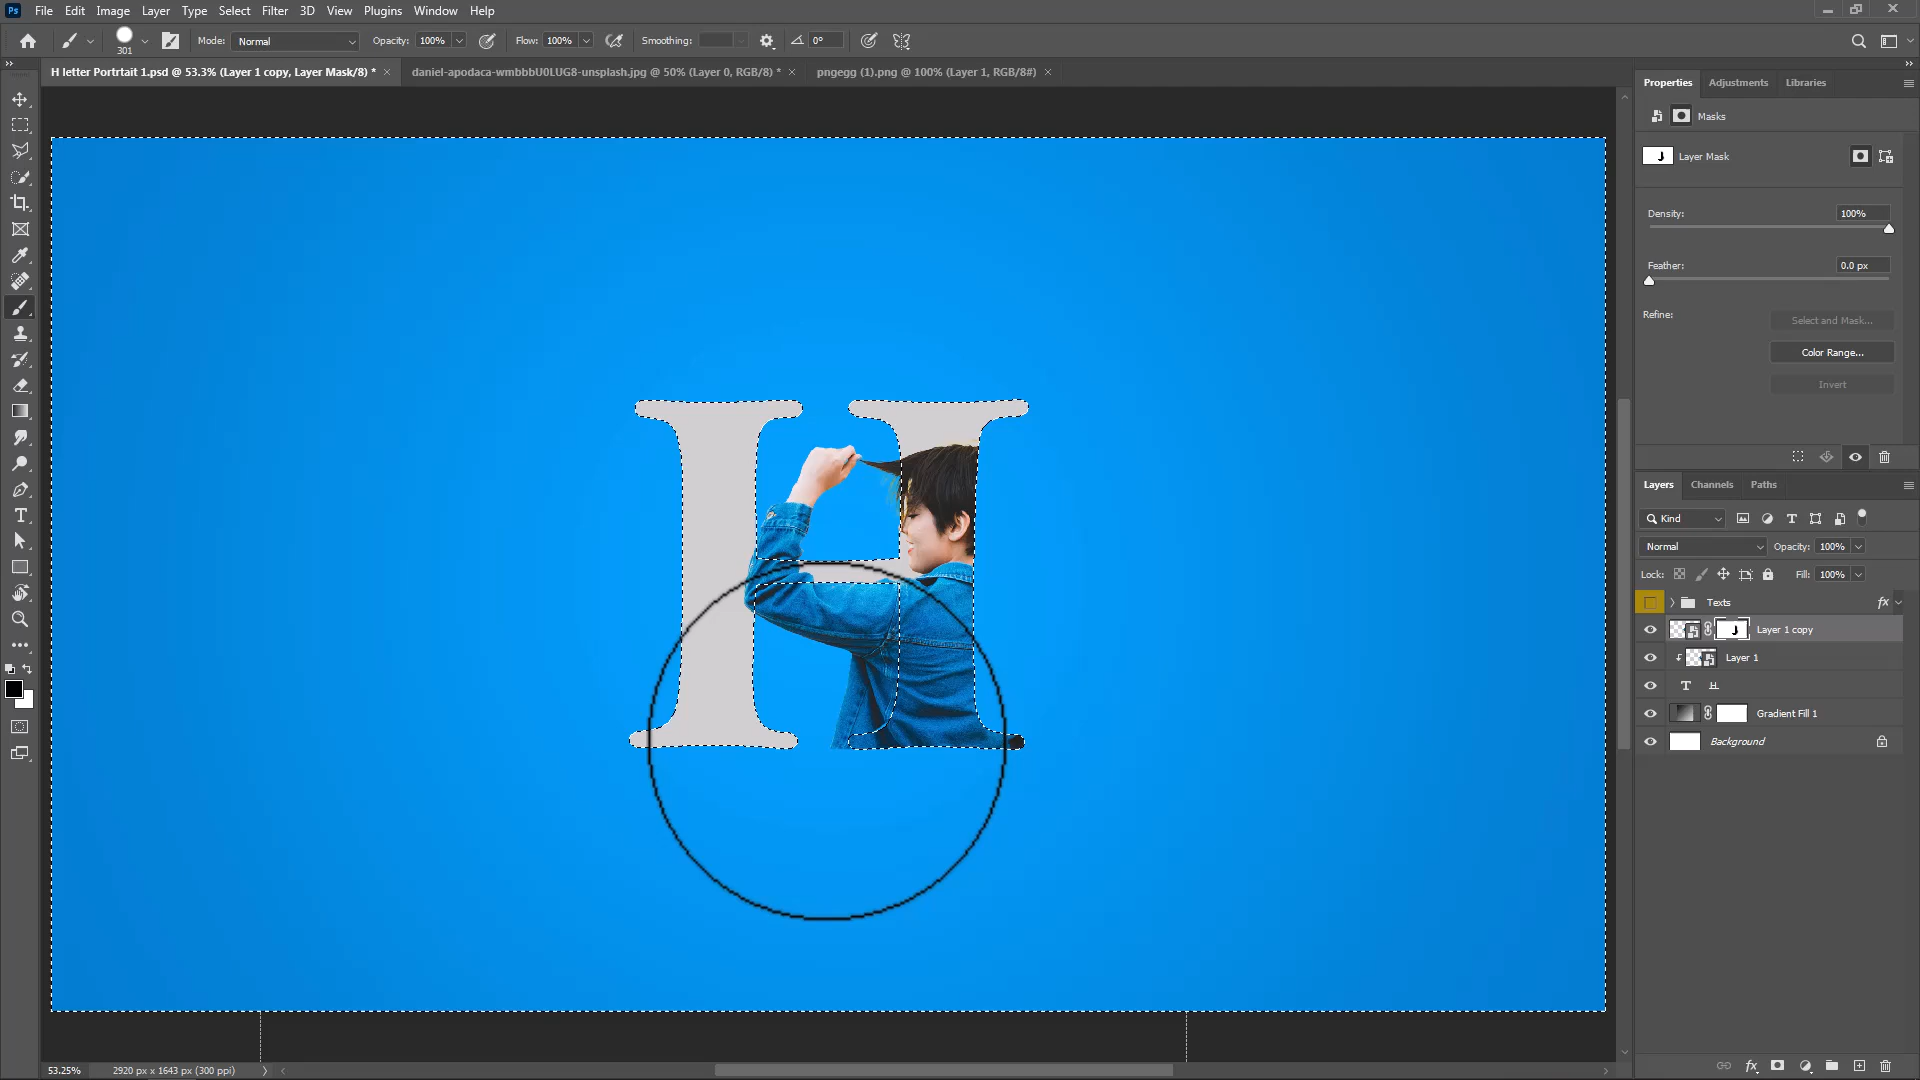 Ps File Edit Image Layer Type Select Filter 3D View Plugins Window Help
301 Mode: Normal Opacity: 100% Flow: 100% Smoothing: 0°
H letter Portrtait 1.psd @ 53.3% (Layer 1 copy, Layer Mask/8) * × daniel-apodaca-wmbbbU0LUG8-unsplash.jpg @ 50% (Layer 0, RGB/8) * × pngegg (1).png @ 100% (Layer 1, RGB/8#) ×
Properties Adjustments Libraries
Masks
Layer Mask
Density: 100%
Feather: 0.0 px
Refine: Select and Mask...
Color Range...
Invert
H
Layers Channels Paths
Kind
Normal Opacity: 100%
Lock: Fill: 100%
Texts fx
Layer 1 copy
Layer 1
T H
Gradient Fill 1
Background
53.25% 2920 px x 1643 px (300 ppi)
fx